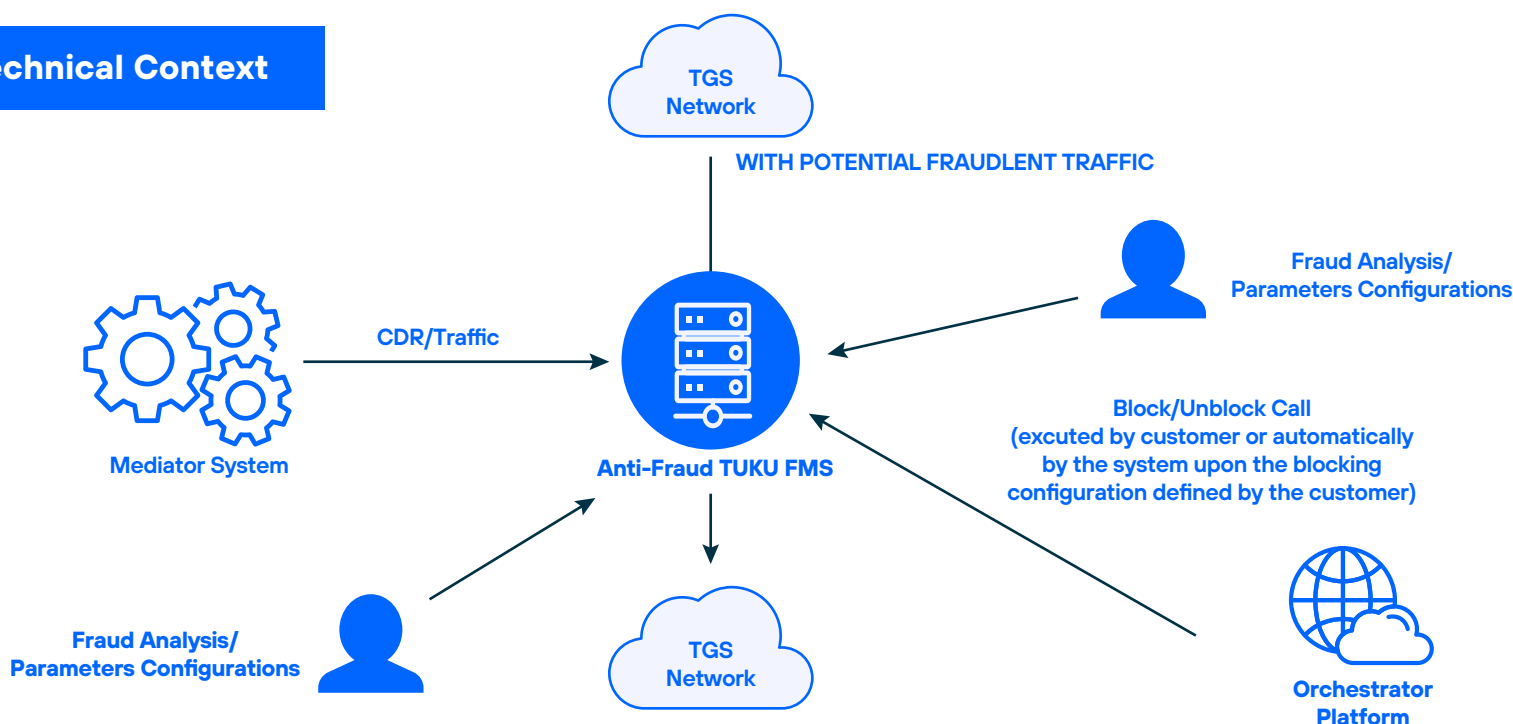 echnical Context
TGS
Network
WITH POTENTIAL FRAUDLENT TRAFFIC
Fraud Analysis/
Parameters Configurations
CDR/Traffic
Mediator System
Anti-Fraud TUKU FMS
Block/Unblock Call
(excuted by customer or automatically
by the system upon the blocking
configuration defined by the customer)
Fraud Analysis/
Parameters Configurations
TGS
Network
Orchestrator
Platform